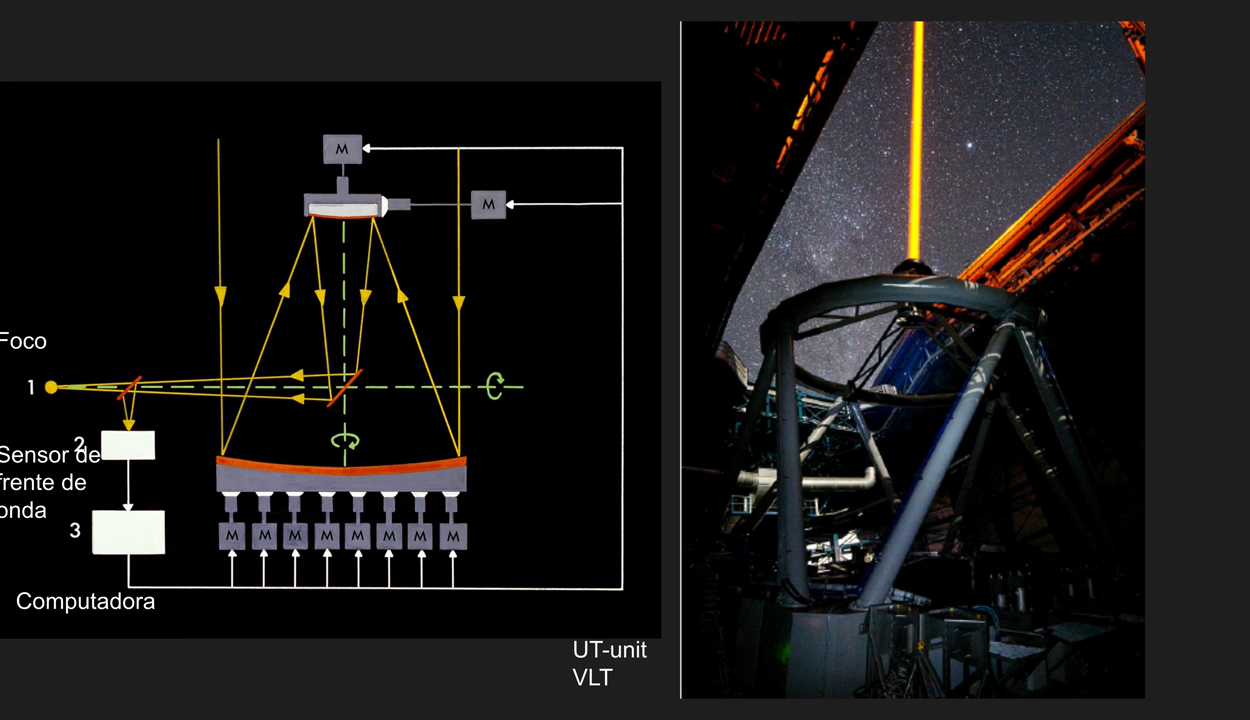 M
M
Foco
1
2
Sensor de
frente de
onda
3
M M M M M M M M
Computadora
UT-unit
VLT